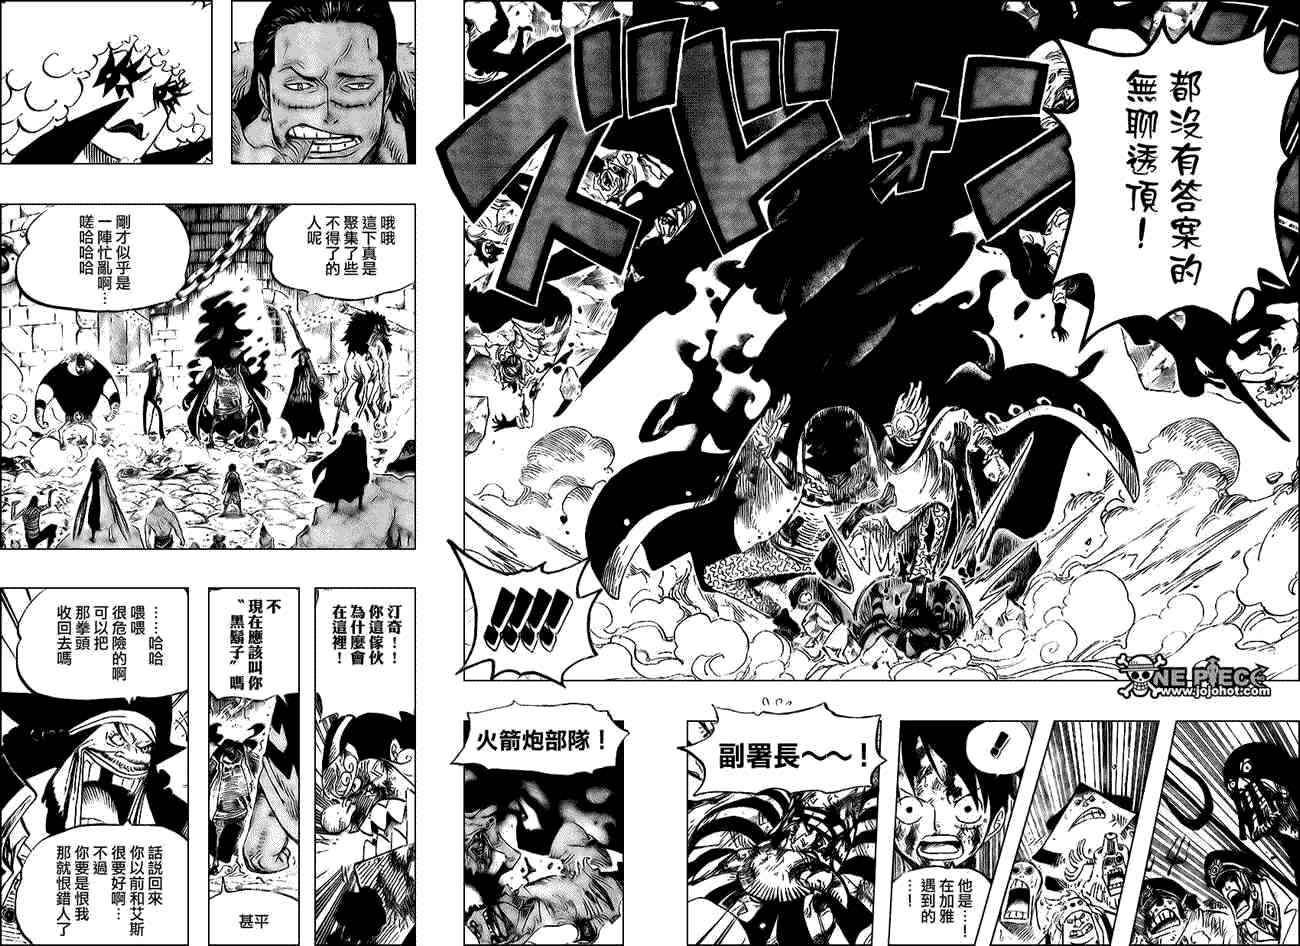 都沒有答案的
無聊透頂！
ズドォン
!!!!
ONE PIECE
www.jojohot.com
!!
他是…！
在加雅
遇到的
…！
副署長～～！
火箭炮部隊！
哦哦
這下真是
聚集了些
不得了的
人呢
剛才似乎是
一陣忙亂啊…
嗟哈哈哈
汀奇！！
你這傢伙
為什麼會
在這裡！
不
現在應該叫你
〝黑鬍子〞嗎
甚平
……哈哈
喂喂
很危險的啊
可以把
那拳頭
收回去嗎
話說回來
你以前和艾斯
很要好啊…
不過
你要是恨我
那就恨錯人了